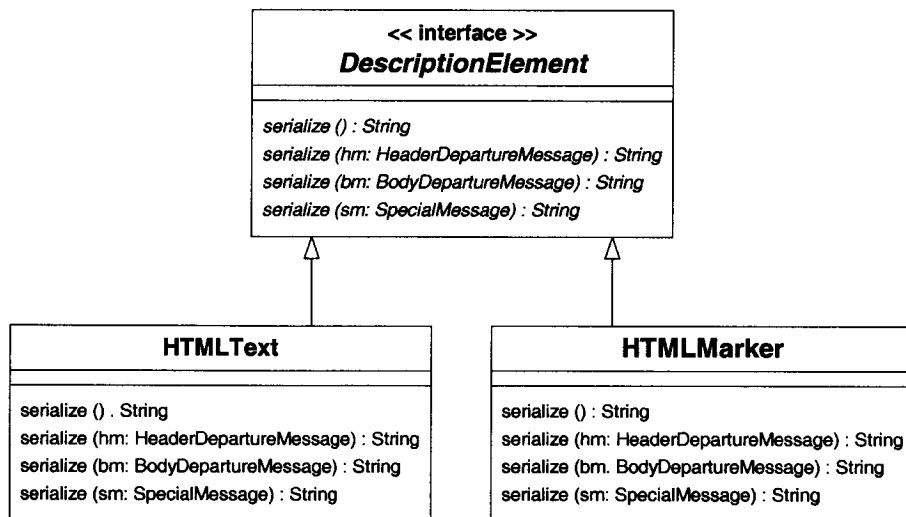 << interface >>
DescriptionElement
serialize () : String
serialize (hm: HeaderDepartureMessage) : String
serialize (bm: BodyDepartureMessage) : String
serialize (sm: SpecialMessage) : String
HTMLText
serialize () . String
serialize (hm: HeaderDepartureMessage) : String
serialize (bm: BodyDepartureMessage) : String
serialize (sm: SpecialMessage) : String
HTMLMarker
serialize () : String
serialize (hm: HeaderDepartureMessage) : String
serialize (bm. BodyDepartureMessage) : String
serialize (sm: SpecialMessage) : String